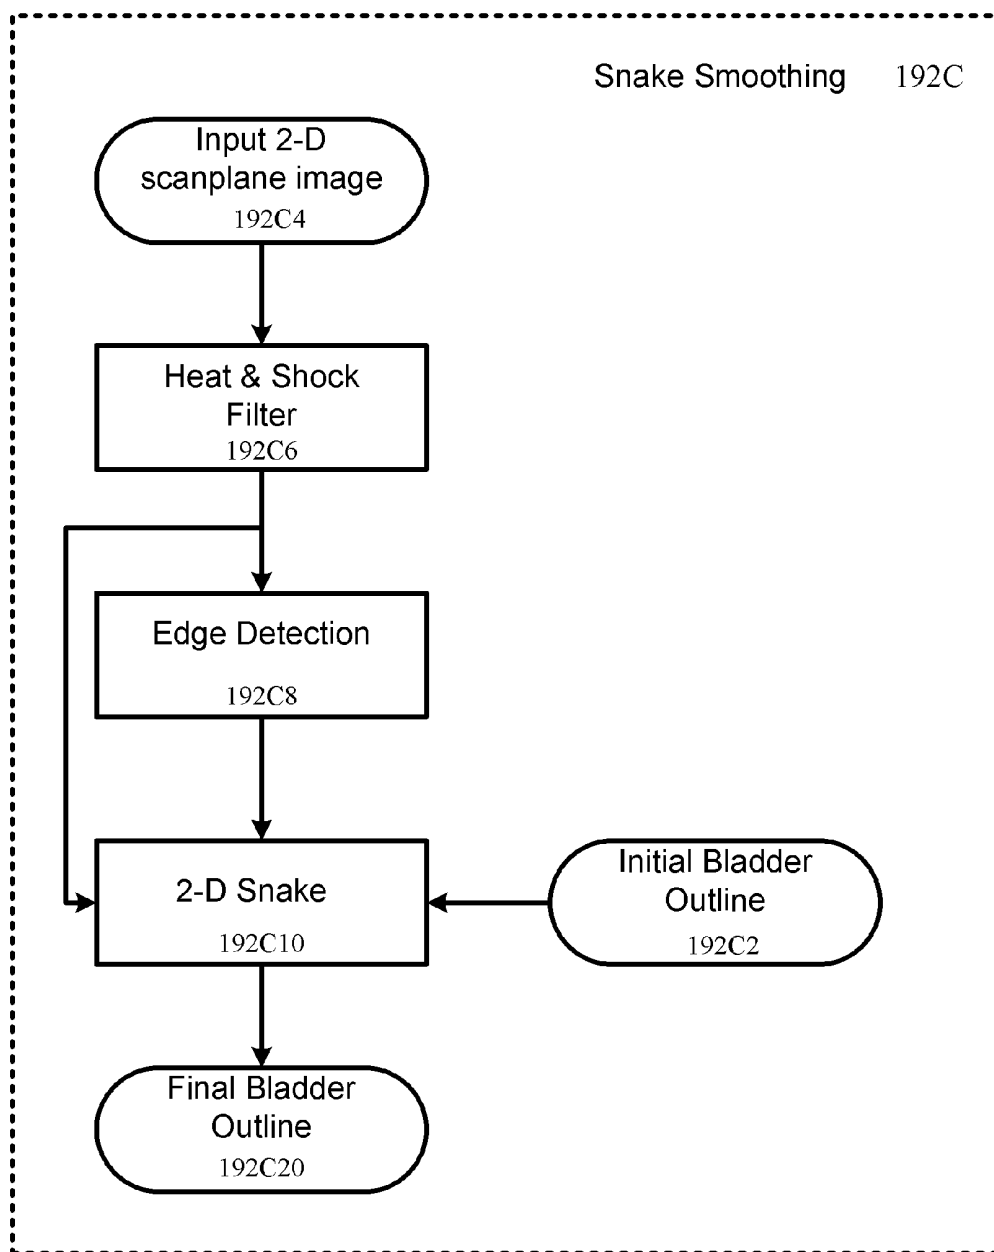 Snake Smoothing 192C
Input 2-D
scanplane image
192C4
Heat & Shock
Filter
192C6
Edge Detection
192C8
2-D Snake
192C10
Initial Bladder
Outline
192C2
Final Bladder
Outline
192C20